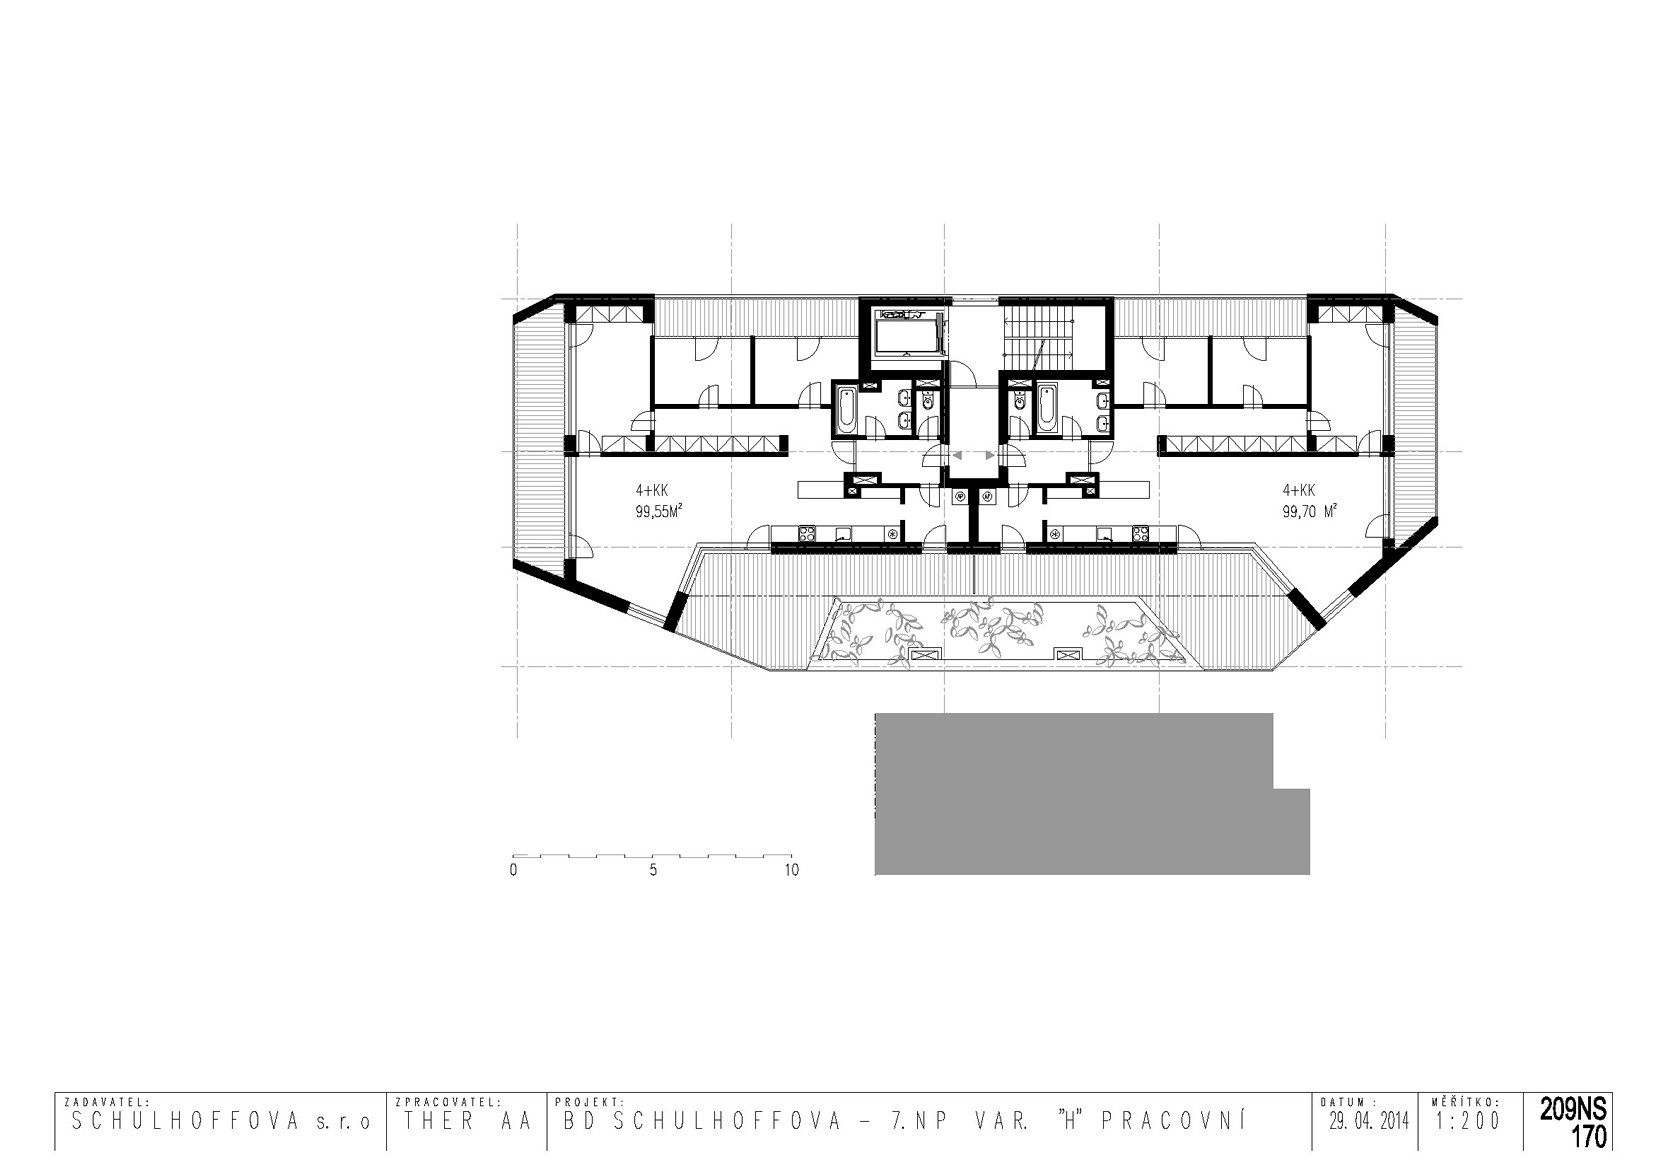 4+KK
99,55M²
4+KK
99,70 M²
0 5 10
ZADAVATEL:
SCHULHOFFOVA s.r.o
ZPRACOVATEL:
THER AA
PROJEKT:
BD SCHULHOFFOVA – 7.NP VAR. "H" PRACOVNÍ
DATUM :
29. 04. 2014
MĚŘÍTKO:
1:200
209NS
170